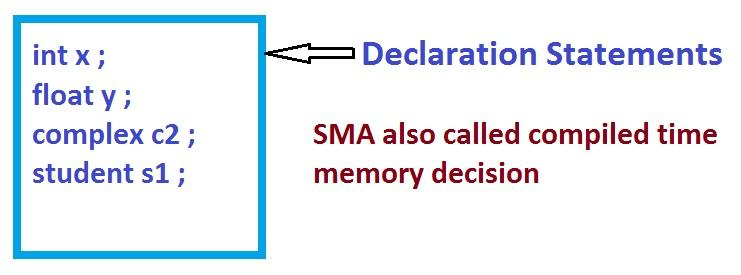 int x ;
float y ;
complex c2 ;
student s1 ;
Declaration Statements
SMA also called compiled time
memory decision